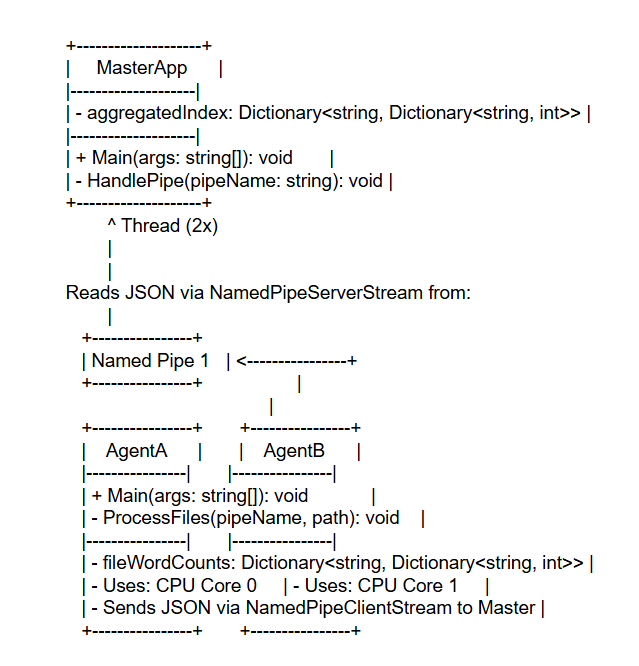 +---------------------+
|     MasterApp     |
|---------------------|
| - aggregatedIndex: Dictionary<string, Dictionary<string, int>> |
|---------------------|
| + Main(args: string[]): void       |
| - HandlePipe(pipeName: string): void |
+---------------------+
^ Thread (2x)
|
|
Reads JSON via NamedPipeServerStream from:
|
+----------------+
| Named Pipe 1   | <----------------+
+----------------+                 |
|
+----------------+       +----------------+
|    AgentA     |       |    AgentB     |
|----------------|       |----------------|
| + Main(args: string[]): void            |
| - ProcessFiles(pipeName, path): void    |
|----------------|       |----------------|
| - fileWordCounts: Dictionary<string, Dictionary<string, int>> |
| - Uses: CPU Core 0    | - Uses: CPU Core 1    |
| - Sends JSON via NamedPipeClientStream to Master |
+----------------+       +----------------+